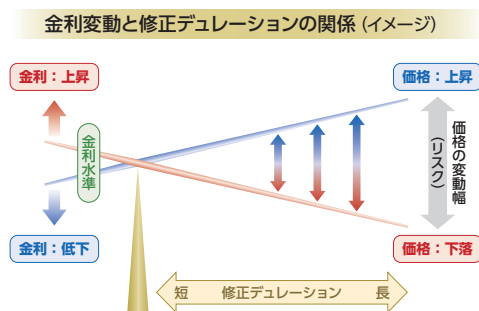 金利変動と修正デュレーションの関係（イメージ）
金利：上昇
価格：上昇
金利水準
価格の変動幅
（リスク）
金利：低下
価格：下落
短　修正デュレーション　長